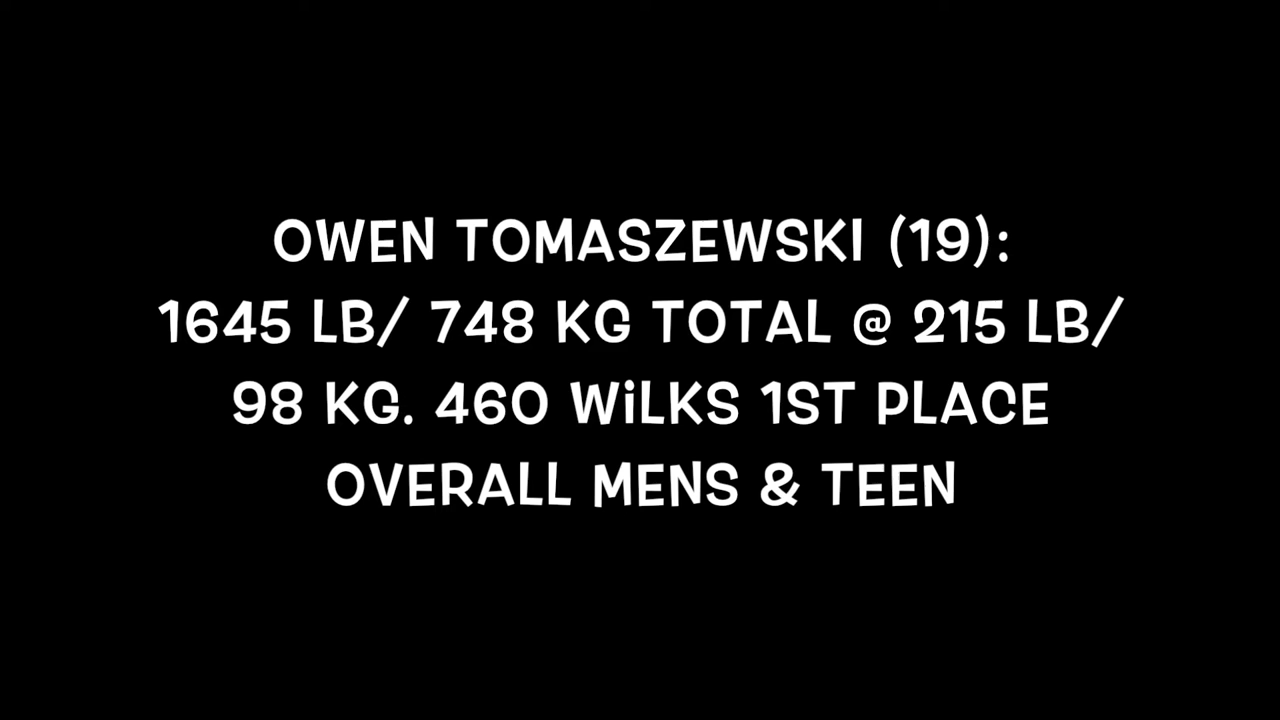 OWEN TOMASZEWSKI (19):
1645 LB/ 748 KG TOTAL @ 215 LB/
98 KG. 460 WiLKS 1ST PLACE
OVERALL MENS & TEEN